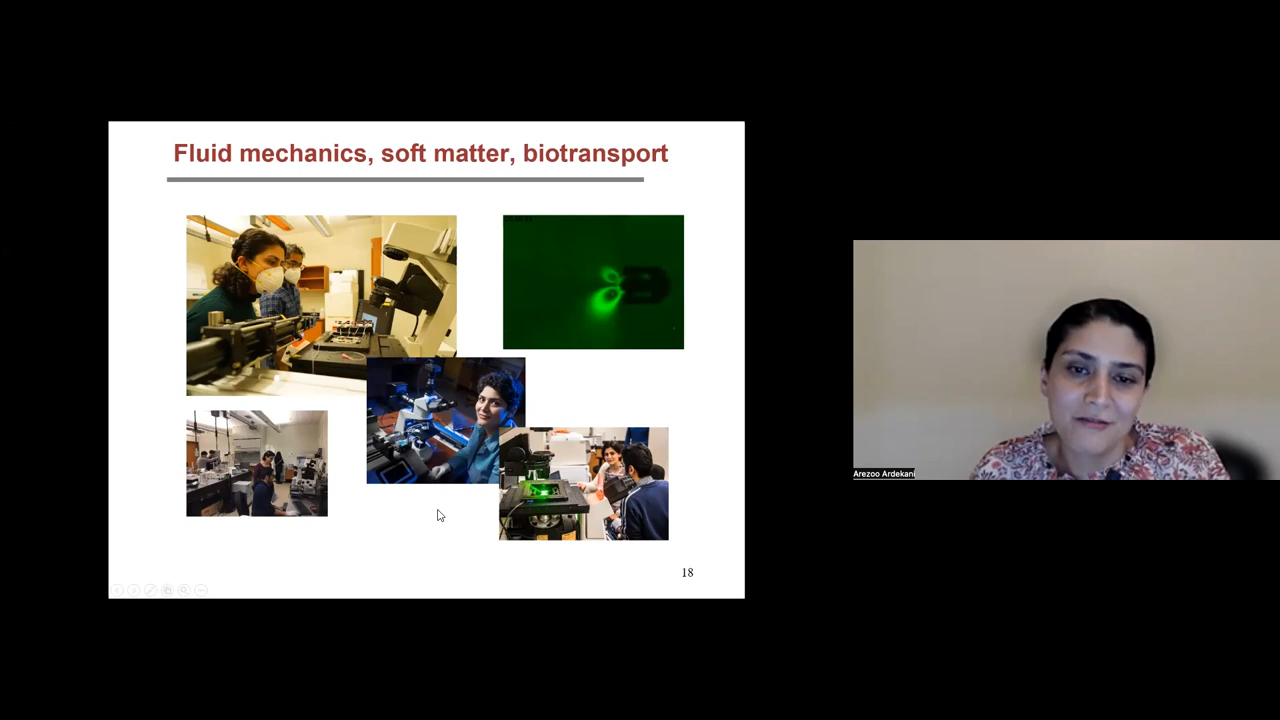 Fluid mechanics, soft matter, biotransport
Arezoo Ardekani
18